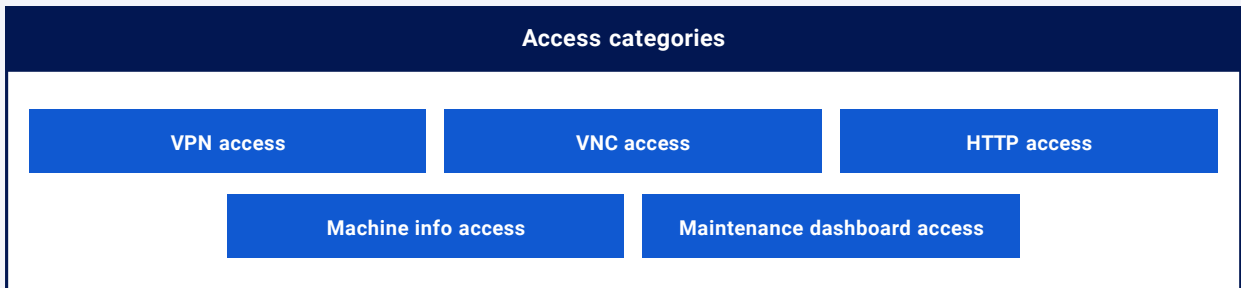 Access categories
VPN access
VNC access
HTTP access
Machine info access
Maintenance dashboard access